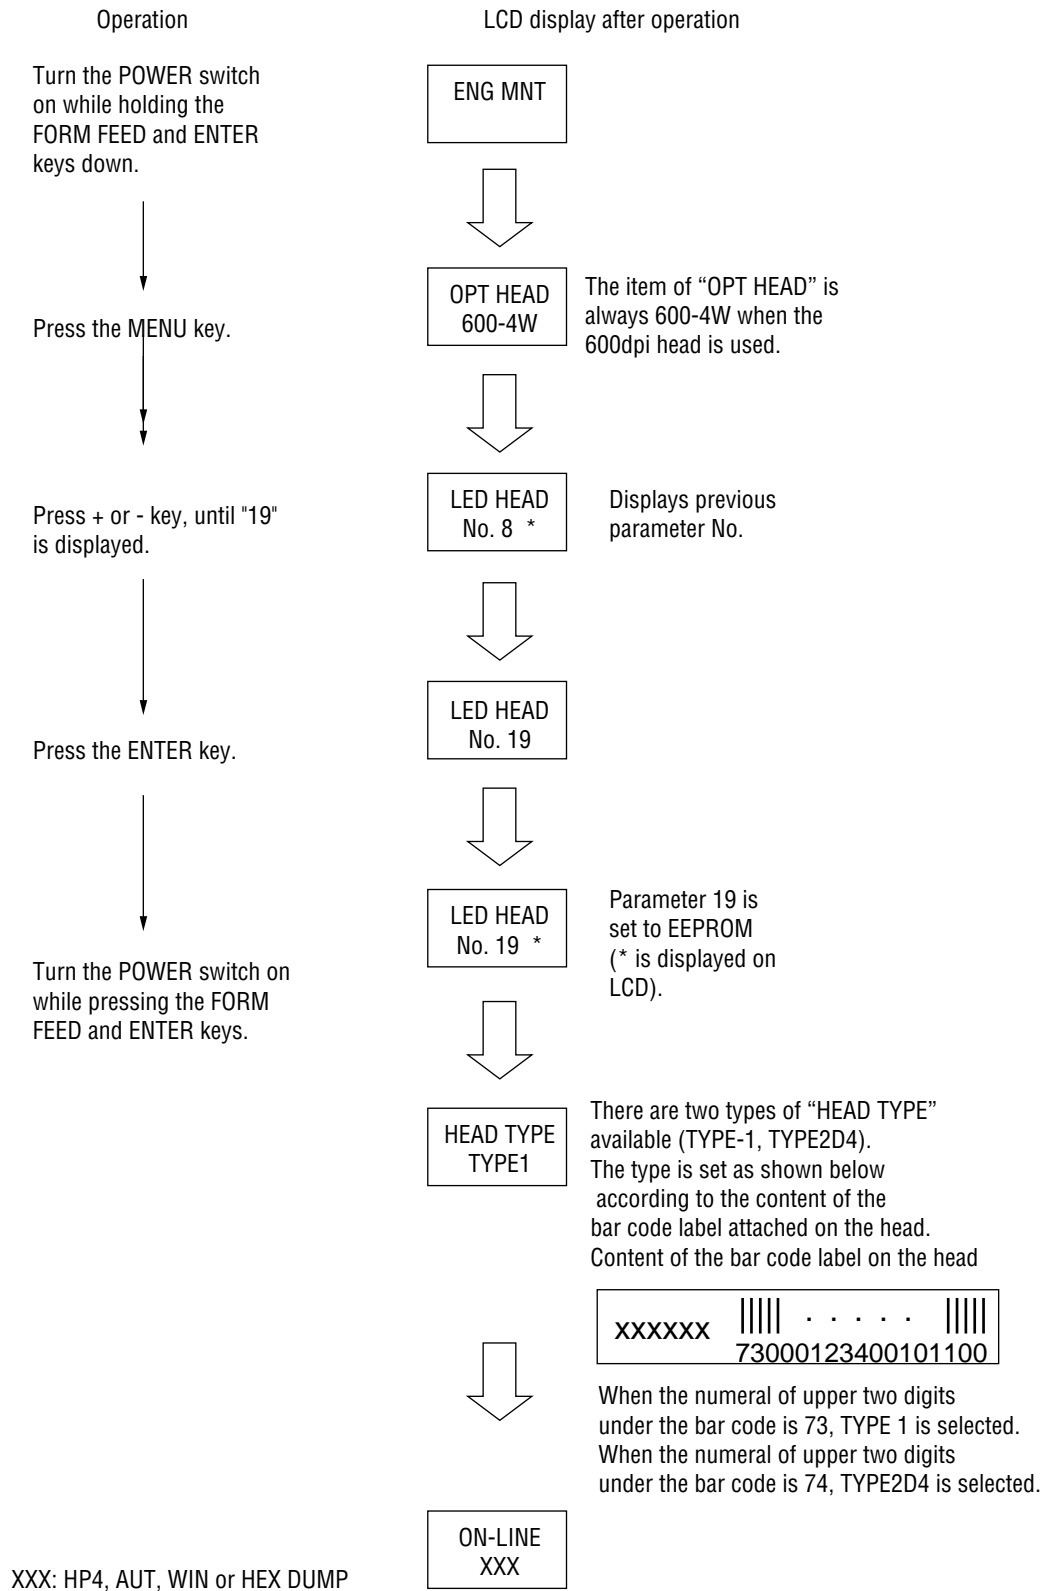 Operation
LCD display after operation
Turn the POWER switch
on while holding the
FORM FEED and ENTER
keys down.
ENG MNT
Press the MENU key.
OPT HEAD
600-4W
The item of “OPT HEAD” is
always 600-4W when the
600dpi head is used.
Press + or - key, until "19"
is displayed.
LED HEAD
No. 8 *
Displays previous
parameter No.
Press the ENTER key.
LED HEAD
No. 19
LED HEAD
No. 19 *
Parameter 19 is
set to EEPROM
(* is displayed on
LCD).
Turn the POWER switch on
while pressing the FORM
FEED and ENTER keys.
HEAD TYPE
TYPE1
There are two types of “HEAD TYPE”
available (TYPE-1, TYPE2D4).
The type is set as shown below
according to the content of the
bar code label attached on the head.
Content of the bar code label on the head
XXXXXX
73000123400101100
When the numeral of upper two digits
under the bar code is 73, TYPE 1 is selected.
When the numeral of upper two digits
under the bar code is 74, TYPE2D4 is selected.
ON-LINE
XXX
XXX: HP4, AUT, WIN or HEX DUMP